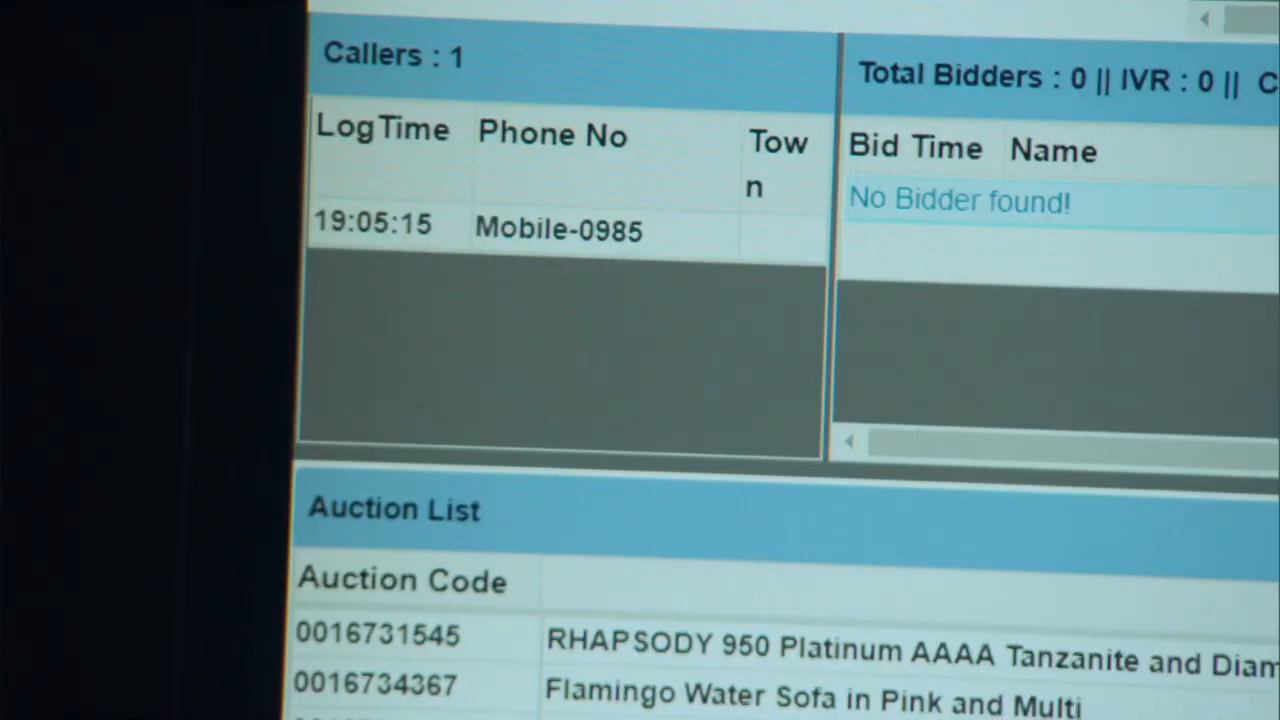 Callers : 1
LogTime Phone No Tow
n
19:05:15 Mobile-0985
Total Bidders : 0 || IVR : 0 || C
Bid Time Name
No Bidder found!
Auction List
Auction Code
0016731545 RHAPSODY 950 Platinum AAAA Tanzanite and Diam
0016734367 Flamingo Water Sofa in Pink and Multi